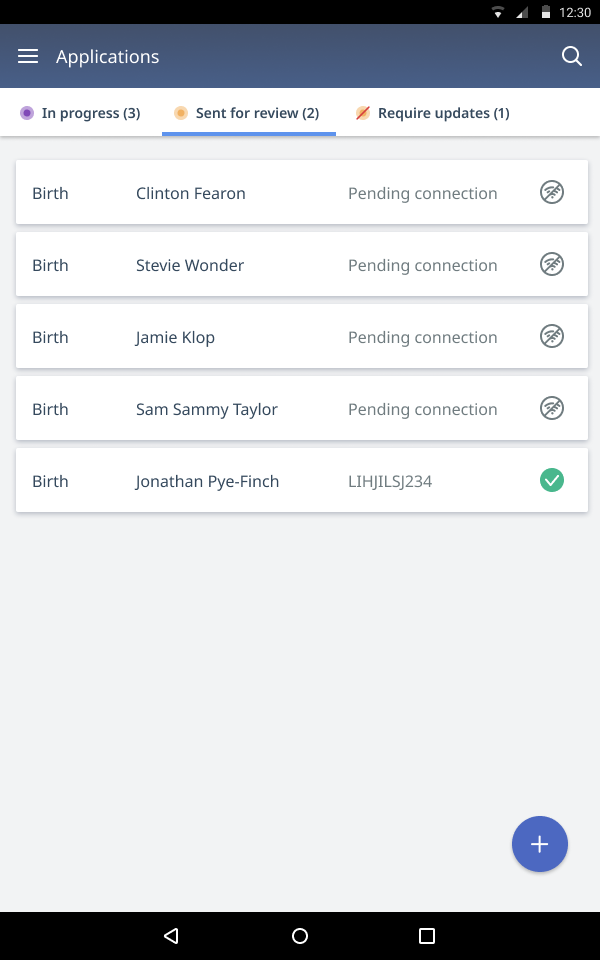 12:30
Applications
In progress (3) Sent for review (2) Require updates (1)
Birth Clinton Fearon Pending connection
Birth Stevie Wonder Pending connection
Birth Jamie Klop Pending connection
Birth Sam Sammy Taylor Pending connection
Birth Jonathan Pye-Finch LIHJILSJ234